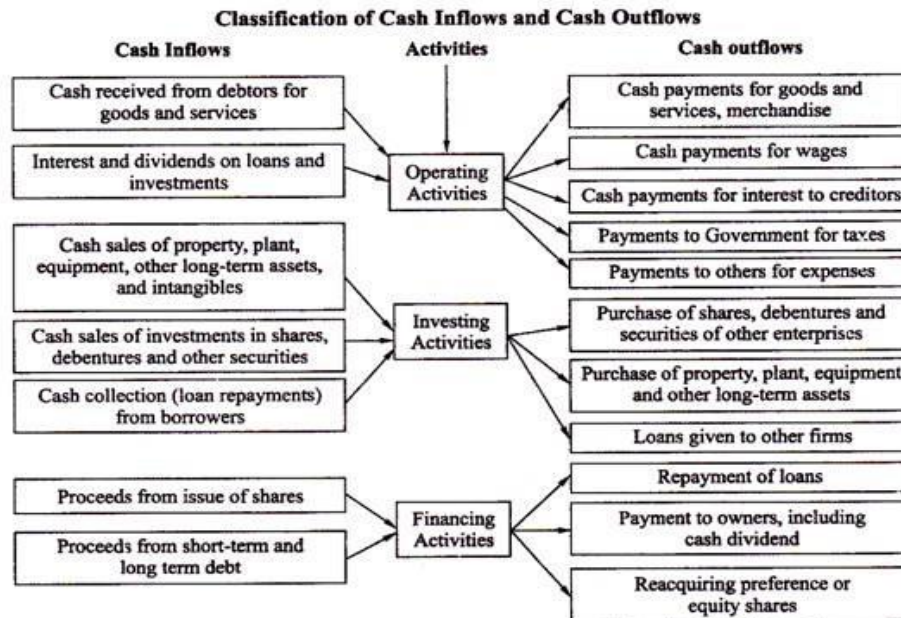 Classification of Cash Inflows and Cash Outflows
Cash Inflows
Activities
Cash outflows
Cash received from debtors for
goods and services
Interest and dividends on loans and
investments
Operating
Activities
Cash payments for goods and
services, merchandise
Cash payments for wages
Cash payments for interest to creditors
Payments to Government for taxes
Payments to others for expenses
Cash sales of property, plant,
equipment, other long-term assets,
and intangibles
Cash sales of investments in shares,
debentures and other securities
Cash collection (loan repayments)
from borrowers
Investing
Activities
Purchase of shares, debentures and
securities of other enterprises
Purchase of property, plant, equipment
and other long-term assets
Loans given to other firms
Proceeds from issue of shares
Proceeds from short-term and
long term debt
Financing
Activities
Repayment of loans
Payment to owners, including
cash dividend
Reacquiring preference or
equity shares